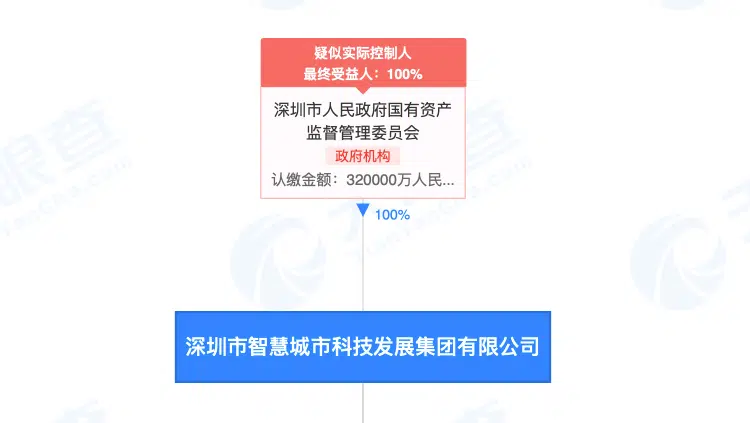 疑似实际控制人
最终受益人：100%
深圳市人民政府国有资产
监督管理委员会
政府机构
认缴金额：320000万人民...
100%
深圳市智慧城市科技发展集团有限公司